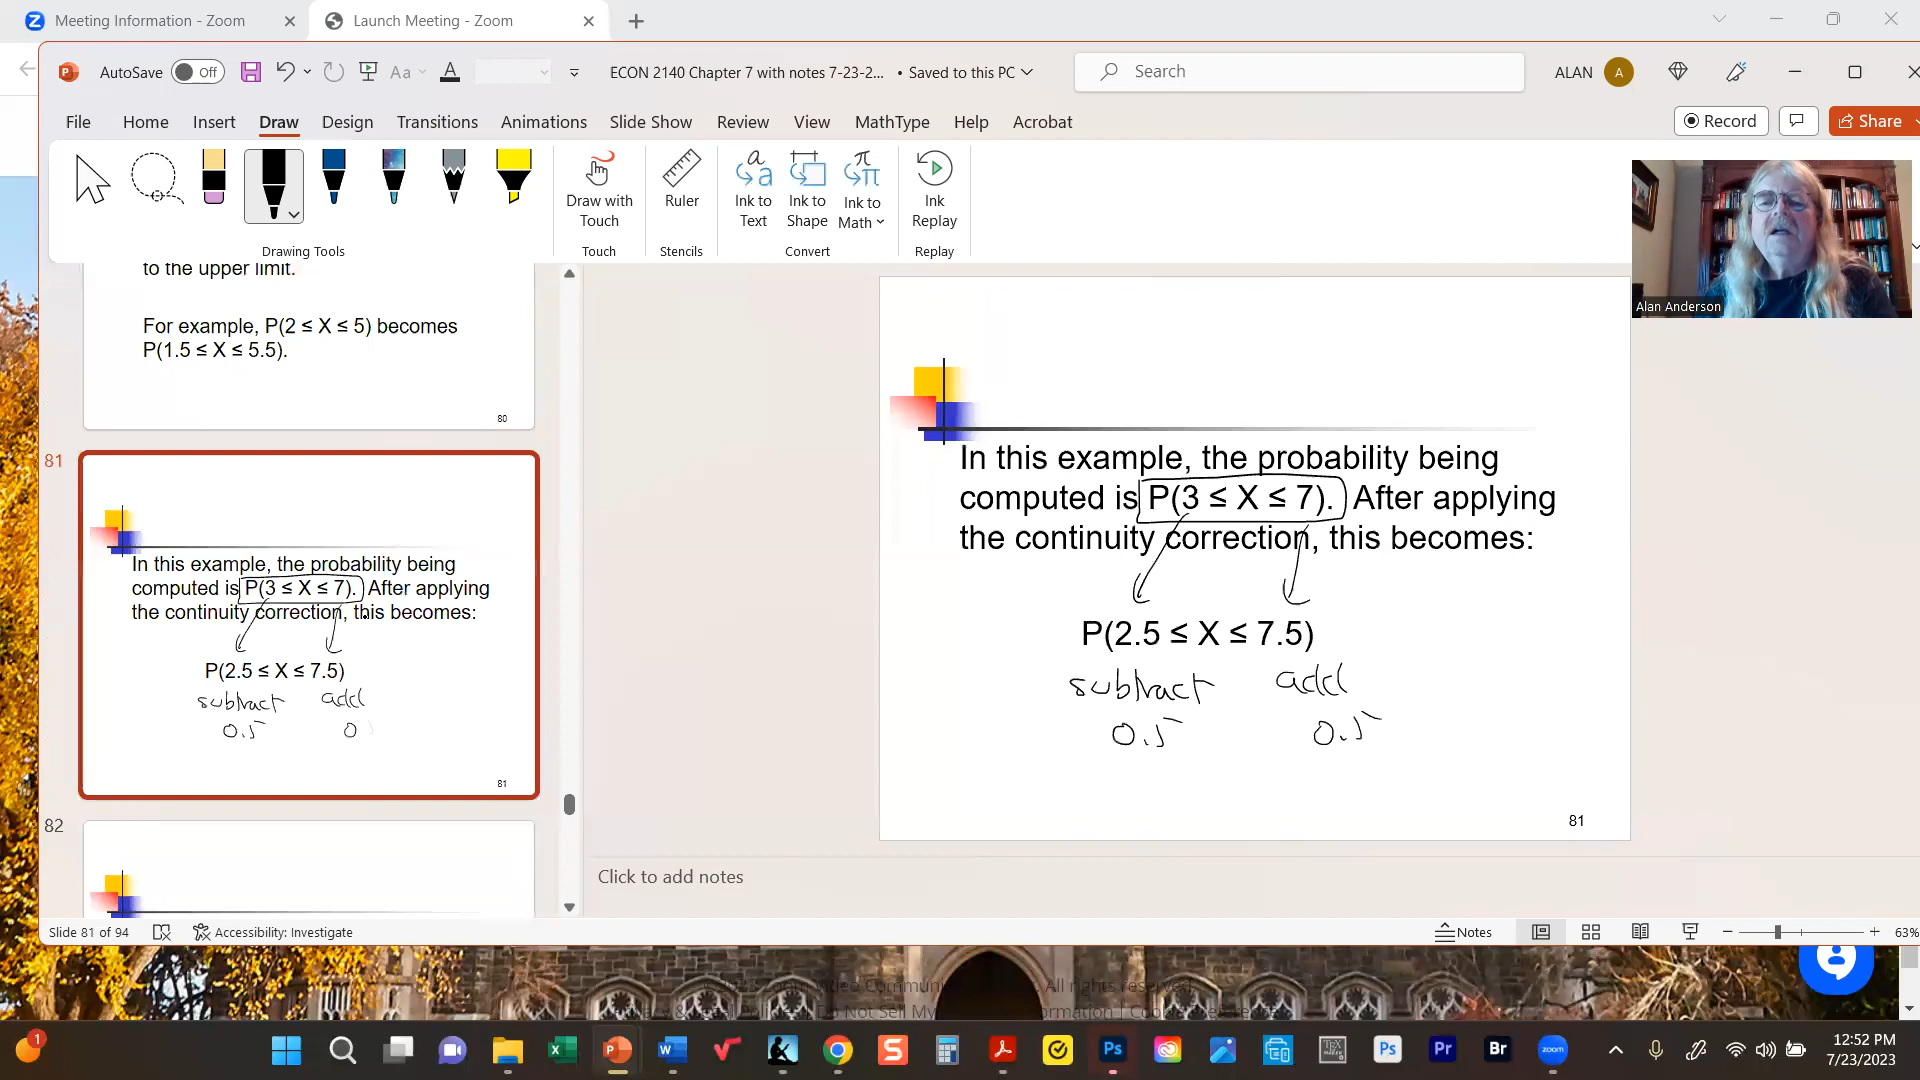 Meeting Information - Zoom
Launch Meeting - Zoom
AutoSave Off
Aa
A
ECON 2140 Chapter 7 with notes 7-23-2... • Saved to this PC
Search
ALAN
A
File Home Insert Draw Design Transitions Animations Slide Show Review View MathType Help Acrobat
Record
Share
Draw with Touch
Ruler
Ink to Text
Ink to Shape
Ink to Math
Ink Replay
Drawing Tools
Touch
Stencils
Convert
Replay
Alan Anderson
to the upper limit.
For example, P(2 ≤ X ≤ 5) becomes
P(1.5 ≤ X ≤ 5.5).
80
81
In this example, the probability being
computed is P(3 ≤ X ≤ 7). After applying
the continuity correction, this becomes:
P(2.5 ≤ X ≤ 7.5)
subtract add
0.5 0
81
82
In this example, the probability being
computed is P(3 ≤ X ≤ 7). After applying
the continuity correction, this becomes:
P(2.5 ≤ X ≤ 7.5)
subtract add
0.5 0.5
81
Click to add notes
Slide 81 of 94
Accessibility: Investigate
Notes
63%
12:52 PM
7/23/2023